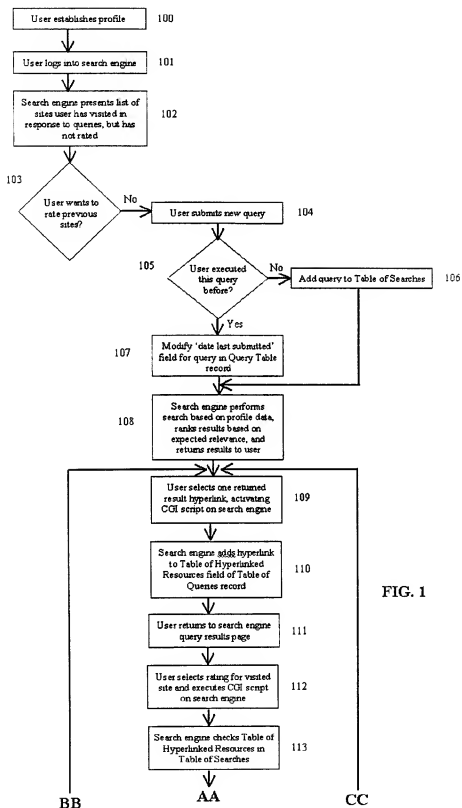 User establishes profile 100
User logs into search engine 101
Search engine presents list of
sites user has visited in
response to queries, but has
not rated
102
103
User wants to
rate previous
sites?
No
User submits new query 104
105
User executed
this query
before?
No
Add query to Table of Searches 106
Yes
107
Modify 'date last submitted'
field for query in Query Table
record
108
Search engine performs
search based on profile data,
ranks results based on
expected relevance, and
returns results to user
User selects one returned
result hyperlink, activating
CGI script on search engine
109
Search engine adds hyperlink
to Table of Hyperlinked
Resources field of Table of
Queries record
110
FIG. 1
User returns to search engine
query results page
111
User selects rating for visited
site and executes CGI script
on search engine
112
Search engine checks Table of
Hyperlinked Resources in
Table of Searches
113
BB AA CC